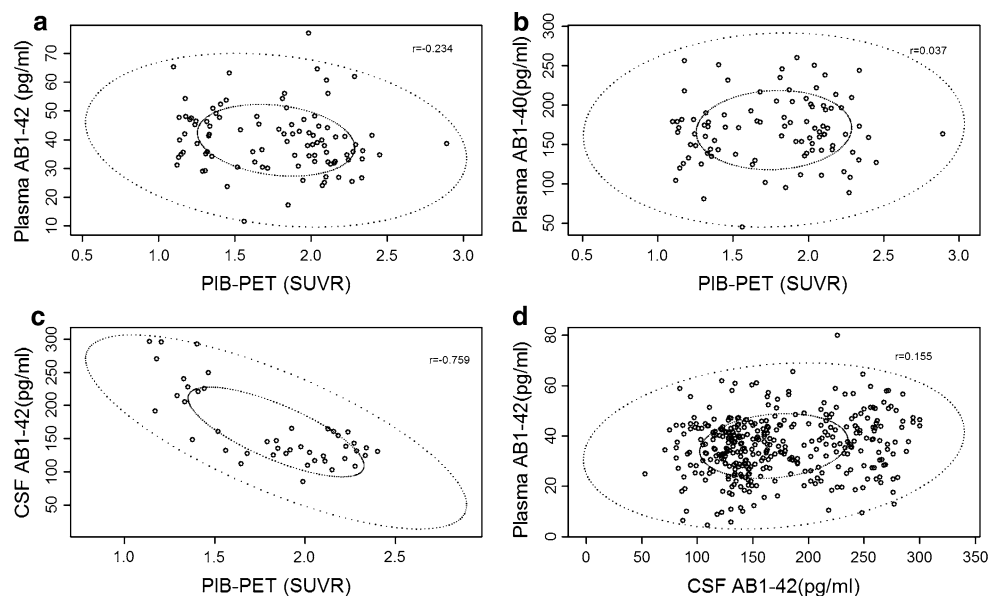 a
Plasma AB1-42 (pg/ml)
70
60
50
40
30
20
10
r=-0.234
0.5 1.0 1.5 2.0 2.5 3.0
PIB-PET (SUVR)
b
Plasma AB1-40(pg/ml)
300
250
200
150
100
50
r=0.037
0.5 1.0 1.5 2.0 2.5 3.0
PIB-PET (SUVR)
c
CSF AB1-42(pg/ml)
300
250
200
150
100
50
r=-0.759
1.0 1.5 2.0 2.5
PIB-PET (SUVR)
d
Plasma AB1-42(pg/ml)
80
60
40
20
0
r=0.155
0 50 100 150 200 250 300 350
CSF AB1-42(pg/ml)